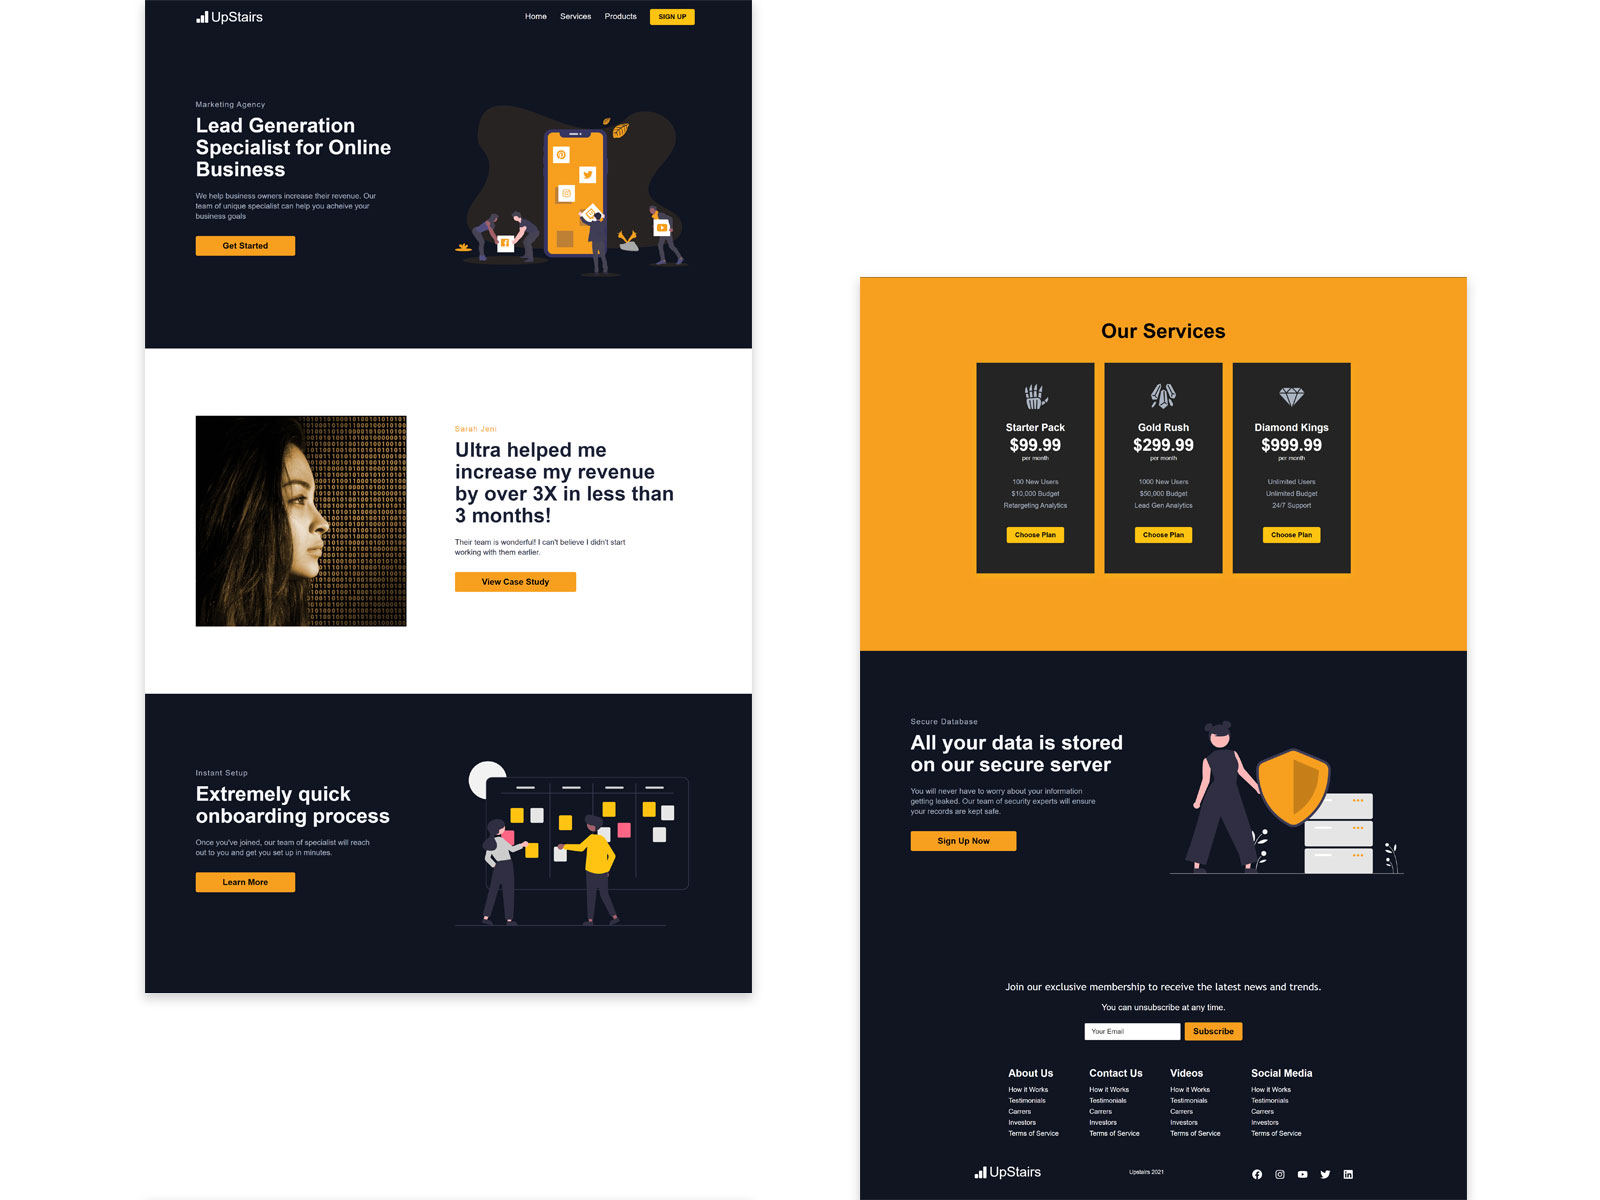 UpStairs
Home Services Products SIGN UP
Marketing Agency
Lead Generation
Specialist for Online
Business
We help business owners increase their revenue. Our
team of unique specialist can help you acheive your
business goals
Get Started
Sarah Jeni
Ultra helped me
increase my revenue
by over 3X in less than
3 months!
Their team is wonderful! I can't believe I didn't start
working with them earlier.
View Case Study
Instant Setup
Extremely quick
onboarding process
Once you've joined, our team of specialist will reach
out to you and get you set up in minutes.
Learn More
Our Services
Starter Pack
$99.99
per month
100 New Users
$10,000 Budget
Retargeting Analytics
Choose Plan
Gold Rush
$299.99
per month
1000 New Users
$50,000 Budget
Lead Gen Analytics
Choose Plan
Diamond Kings
$999.99
per month
Unlimited Users
Unlimited Budget
24/7 Support
Choose Plan
Secure Database
All your data is stored
on our secure server
You will never have to worry about your information
getting leaked. Our team of security experts will ensure
your records are kept safe.
Sign Up Now
Join our exclusive membership to receive the latest news and trends.
You can unsubscribe at any time.
Your Email Subscribe
About Us
How it Works
Testimonials
Carrers
Investors
Terms of Service
Contact Us
How it Works
Testimonials
Carrers
Investors
Terms of Service
Videos
How it Works
Testimonials
Carrers
Investors
Terms of Service
Social Media
How it Works
Testimonials
Carrers
Investors
Terms of Service
UpStairs
Upstairs 2021